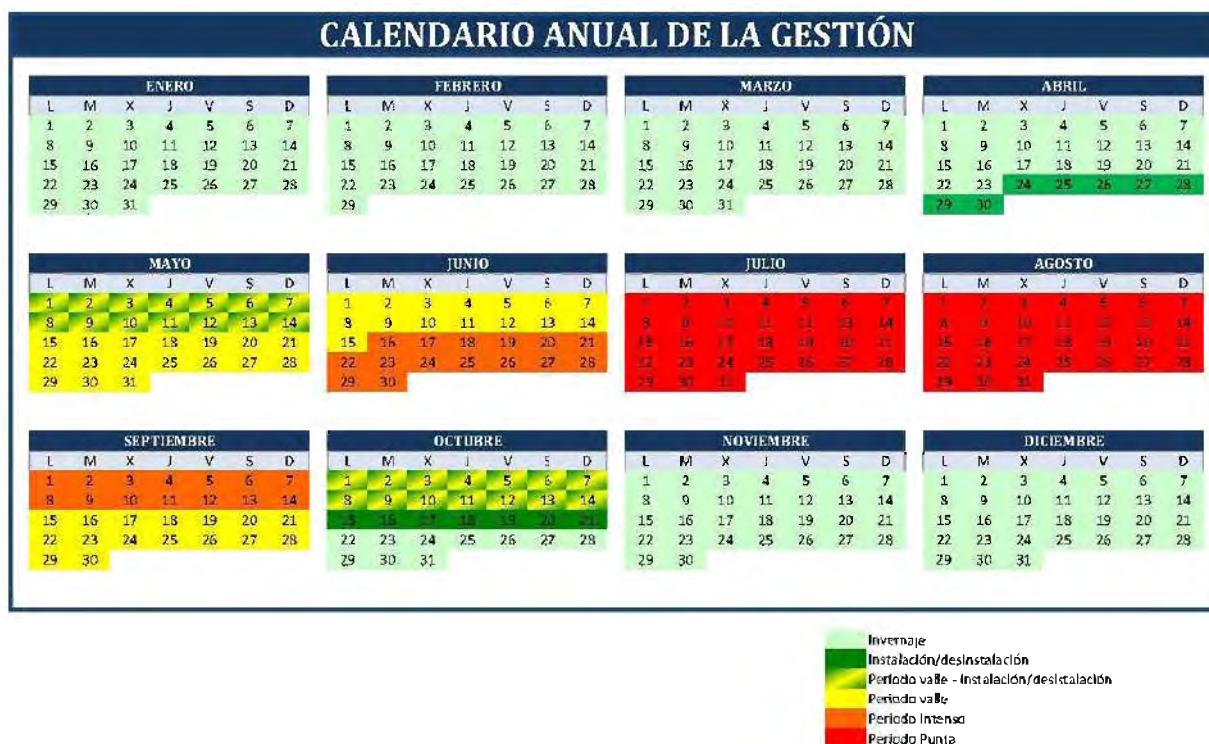 CALENDARIO ANUAL DE LA GESTIÓN
ENERO FEBRERO MARZO ABRIL
L M X J V S D L M X J V S D L M X J V S D L M X J V S D
1 2 3 4 5 6 7 1 2 3 4 5 6 7 1 2 3 4 5 6 7 1 2 3 4 5 6 7
8 9 10 11 12 13 14 8 9 10 11 12 13 14 8 9 10 11 12 13 14 8 9 10 11 12 13 14
15 16 17 18 19 20 21 15 16 17 18 19 20 21 15 16 17 18 19 20 21 15 16 17 18 19 20 21
22 23 24 25 26 27 28 22 23 24 25 26 27 28 22 23 24 25 26 27 28 22 23 24 25 26 27 28
29 30 31 29 29 30 31 29 30
MAYO JUNIO JULIO AGOSTO
L M X J V S D L M X J V S D L M X J V S D L M X J V S D
1 2 3 4 5 6 7 1 2 3 4 5 6 7 1 2 3 4 5 6 7 1 2 3 4 5 6 7
8 9 10 11 12 13 14 8 9 10 11 12 13 14 8 9 10 11 12 13 14 8 9 10 11 12 13 14
15 16 17 18 19 20 21 15 16 17 18 19 20 21 15 16 17 18 19 20 21 15 16 17 18 19 20 21
22 23 24 25 26 27 28 22 23 24 25 26 27 28 22 23 24 25 26 27 28 22 23 24 25 26 27 28
29 30 31 29 30 29 30 31 29 30 31
SEPTIEMBRE OCTUBRE NOVIEMBRE DICIEMBRE
L M X J V S D L M X J V S D L M X J V S D L M X J V S D
1 2 3 4 5 6 7 1 2 3 4 5 6 7 1 2 3 4 5 6 7 1 2 3 4 5 6 7
8 9 10 11 12 13 14 8 9 10 11 12 13 14 8 9 10 11 12 13 14 8 9 10 11 12 13 14
15 16 17 18 19 20 21 15 16 17 18 19 20 21 15 16 17 18 19 20 21 15 16 17 18 19 20 21
22 23 24 25 26 27 28 22 23 24 25 26 27 28 22 23 24 25 26 27 28 22 23 24 25 26 27 28
29 30 29 30 31 29 30 29 30 31
Invernaje
Instalación/desinstalación
Periodo valle - instalación/desistalación
Periodo valle
Periodo Intenso
Periodo Punta